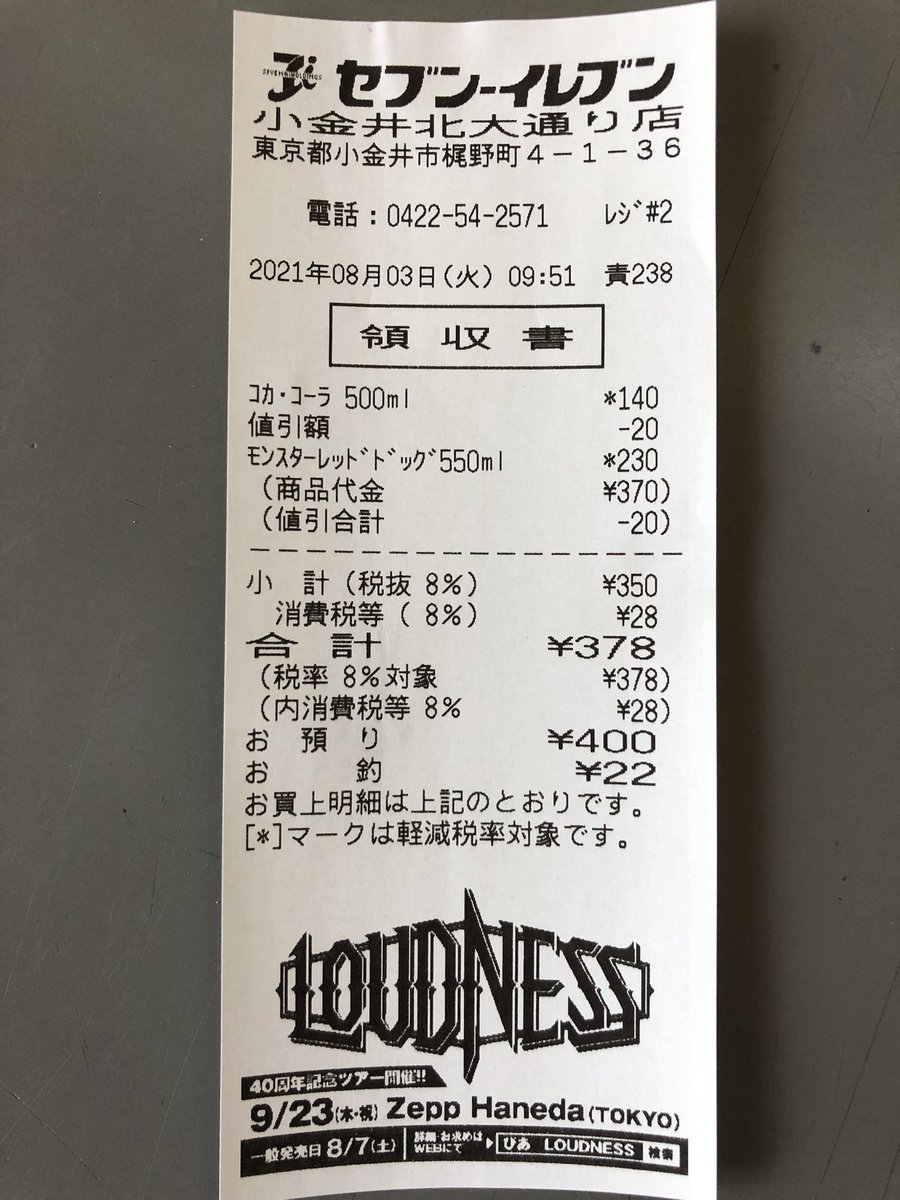 SEVEN&i HOLDINGS
セブン-イレブン
小金井北大通り店
東京都小金井市梶野町4-1-36
電話:0422-54-2571 レジ#2
2021年08月03日(火) 09:51 責238
領収書
コカ・コーラ 500ml *140
値引額 -20
モンスターレッドドッグ550ml *230
(商品代金 ¥370)
(値引合計 -20)
小 計(税抜 8%) ¥350
消費税等( 8%) ¥28
合 計 ¥378
(税率 8%対象 ¥378)
(内消費税等 8% ¥28)
お 預 り ¥400
お 釣 ¥22
お買上明細は上記のとおりです。
[*]マークは軽減税率対象です。
LOUDNESS
40周年記念ツアー開催!!
9/23(木・祝) Zepp Haneda(TOKYO)
一般発売日 8/7(土) 詳細・お求めはWEBにて ぴあ LOUDNESS 検索